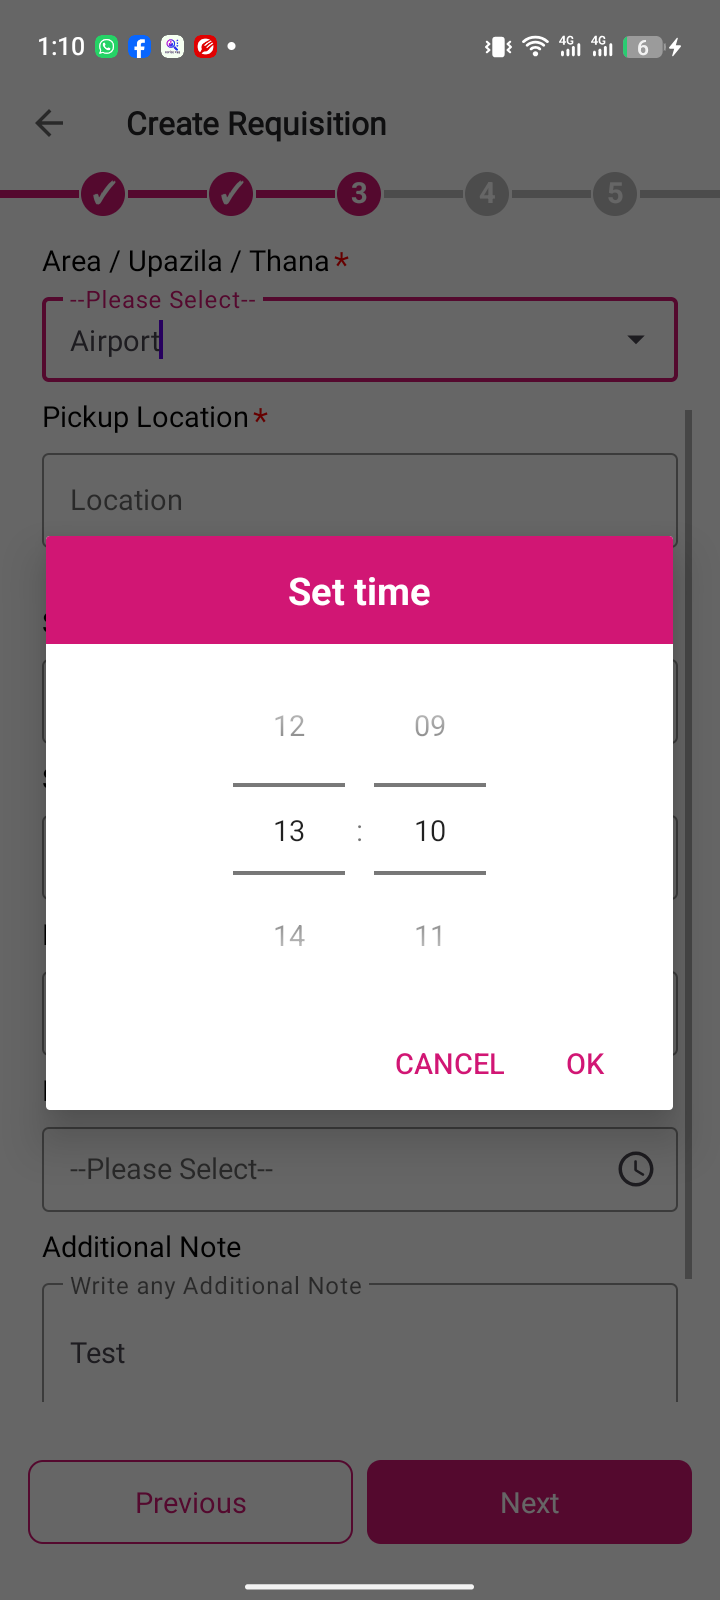 1:10 4G 4G 6
Create Requisition
3 4 5
Area / Upazila / Thana *
--Please Select--
Airport
Pickup Location *
Location
Set time
12 09
13 : 10
14 11
CANCEL OK
--Please Select--
Additional Note
Write any Additional Note
Test
Previous Next